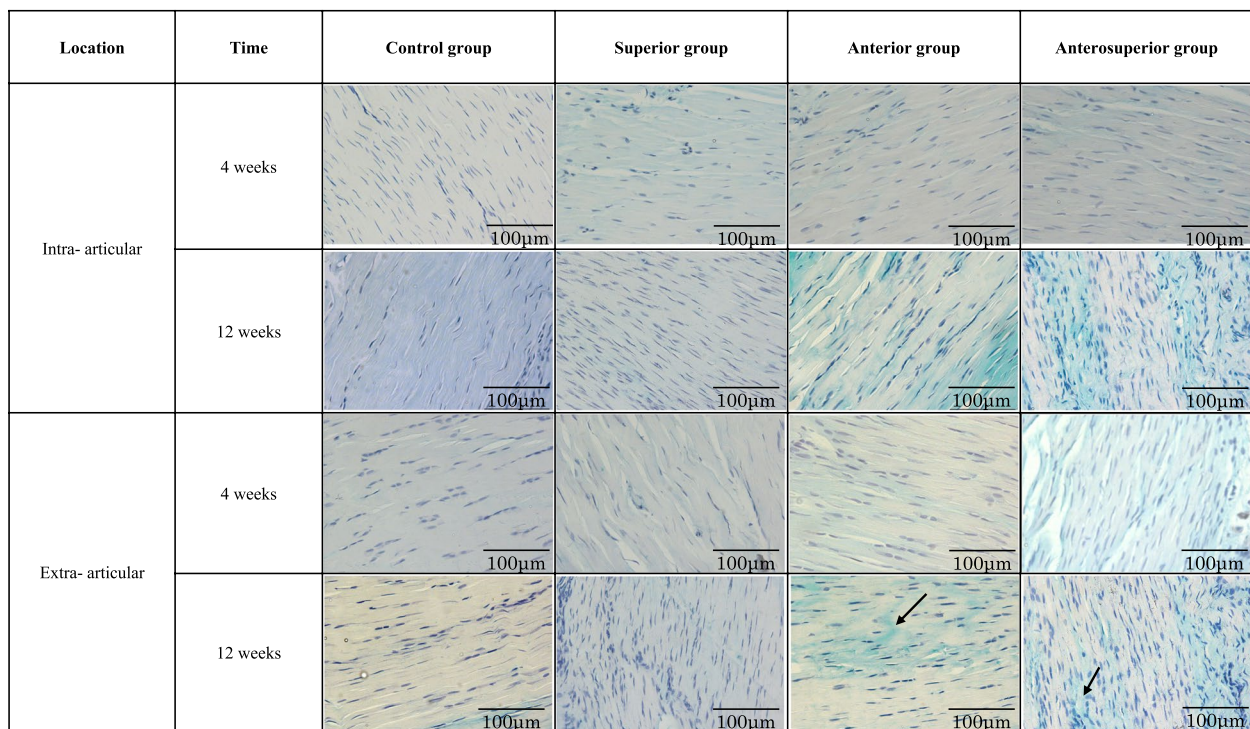 Location Time Control group Superior group Anterior group Anterosuperior group
Intra- articular
4 weeks
100µm 100µm 100µm 100µm
12 weeks
100µm 100µm 100µm 100µm
Extra- articular
4 weeks
100µm 100µm 100µm 100µm
12 weeks
100µm 100µm 100µm 100µm